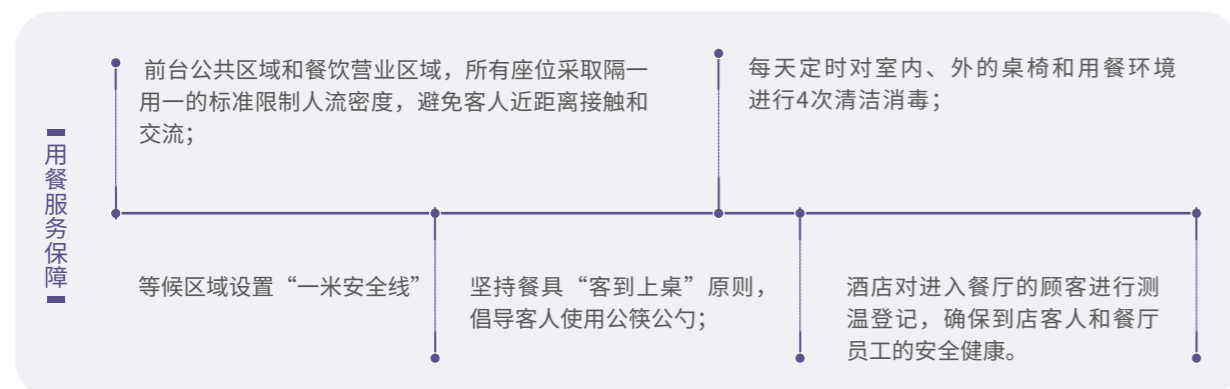 用餐服务保障
前台公共区域和餐饮营业区域，所有座位采取隔一
用一的标准限制人流密度，避免客人近距离接触和
交流；
每天定时对室内、外的桌椅和用餐环境
进行4次清洁消毒；
等候区域设置“一米安全线”
坚持餐具“客到上桌”原则，
倡导客人使用公筷公勺；
酒店对进入餐厅的顾客进行测
温登记，确保到店客人和餐厅
员工的安全健康。